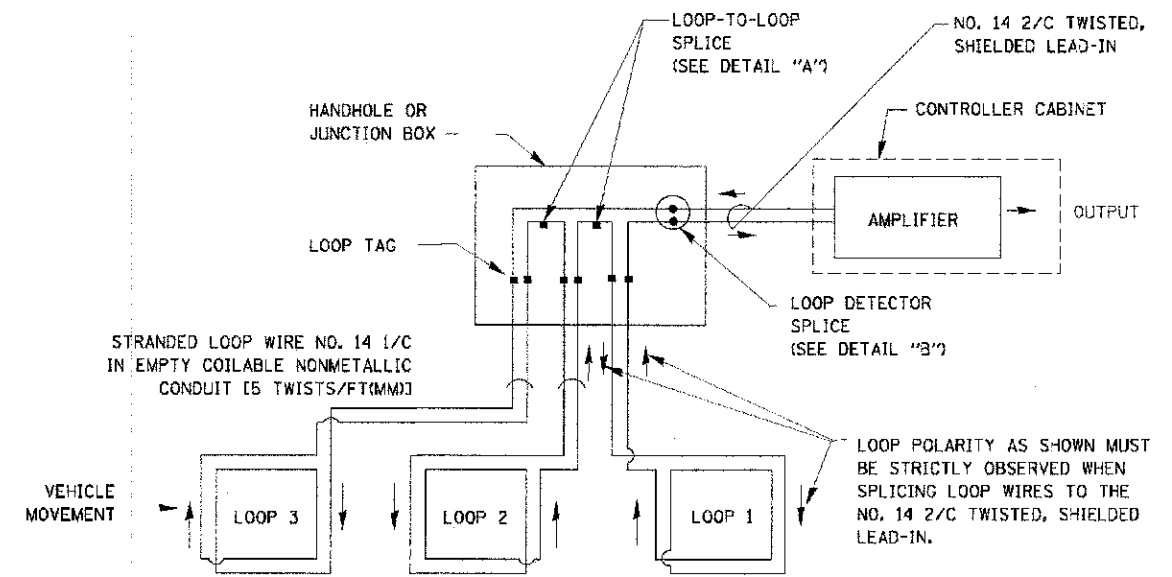 LOOP-TO-LOOP
SPLICE
(SEE DETAIL "A")
NO. 14 2/C TWISTED,
SHIELDED LEAD-IN
HANDHOLE OR
JUNCTION BOX
CONTROLLER CABINET
AMPLIFIER
OUTPUT
LOOP TAG
LOOP DETECTOR
SPLICE
(SEE DETAIL "B")
STRANDED LOOP WIRE NO. 14 1/C
IN EMPTY COILABLE NONMETALLIC
CONDUIT [5 TWISTS/FT(MM)]
LOOP POLARITY AS SHOWN MUST
BE STRICTLY OBSERVED WHEN
SPLICING LOOP WIRES TO THE
NO. 14 2/C TWISTED, SHIELDED
LEAD-IN.
VEHICLE
MOVEMENT
LOOP 3
LOOP 2
LOOP 1